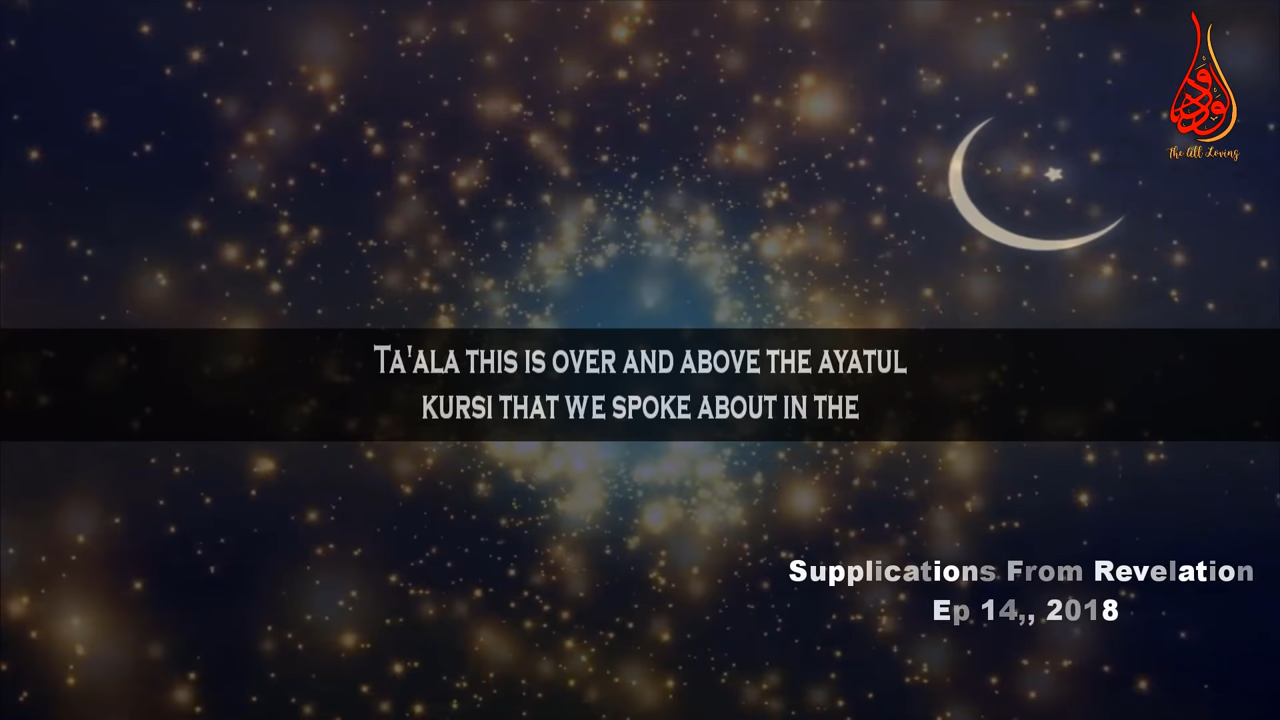 الودود
The All Loving
TA'ALA THIS IS OVER AND ABOVE THE AYATUL
KURSI THAT WE SPOKE ABOUT IN THE
Supplications From Revelation
Ep 14,, 2018